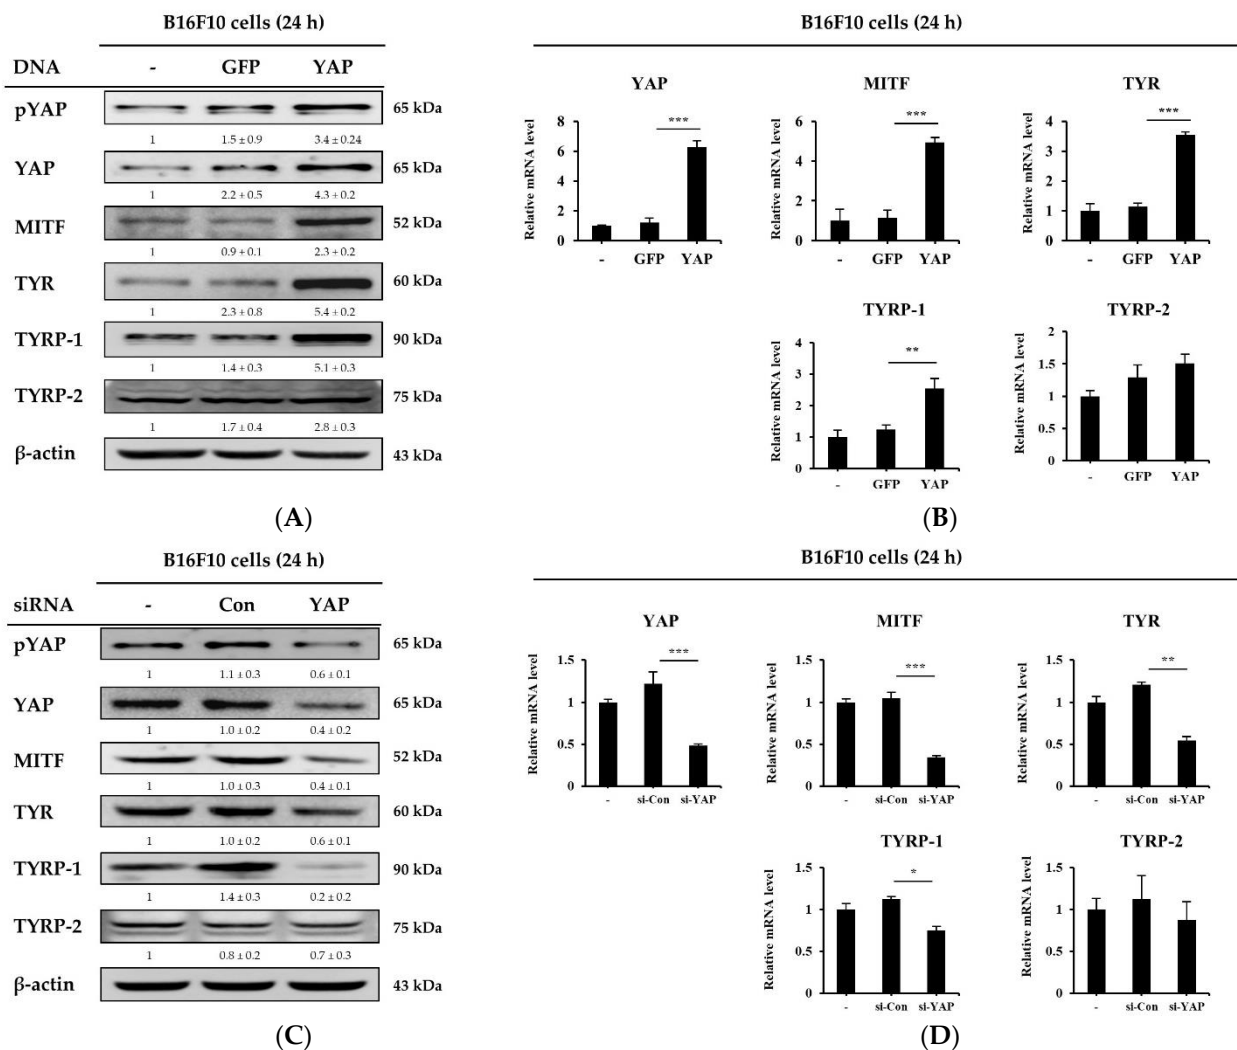 B16F10 cells (24 h)
DNA - GFP YAP
pYAP 65 kDa
1 1.5 ± 0.9 3.4 ± 0.24
YAP 65 kDa
1 2.2 ± 0.5 4.3 ± 0.2
MITF 52 kDa
1 0.9 ± 0.1 2.3 ± 0.2
TYR 60 kDa
1 2.3 ± 0.8 5.4 ± 0.2
TYRP-1 90 kDa
1 1.4 ± 0.3 5.1 ± 0.3
TYRP-2 75 kDa
1 1.7 ± 0.4 2.8 ± 0.3
β-actin 43 kDa
(A)
B16F10 cells (24 h)
YAP
Relative mRNA level
8
6
4
2
0
***
- GFP YAP
MITF
Relative mRNA level
6
4
2
0
***
- GFP YAP
TYR
Relative mRNA level
4
3
2
1
0
***
- GFP YAP
TYRP-1
Relative mRNA level
4
3
2
1
0
**
- GFP YAP
TYRP-2
Relative mRNA level
2
1.5
1
0.5
0
- GFP YAP
(B)
B16F10 cells (24 h)
siRNA - Con YAP
pYAP 65 kDa
1 1.1 ± 0.3 0.6 ± 0.1
YAP 65 kDa
1 1.0 ± 0.2 0.4 ± 0.2
MITF 52 kDa
1 1.0 ± 0.3 0.4 ± 0.1
TYR 60 kDa
1 1.0 ± 0.2 0.6 ± 0.1
TYRP-1 90 kDa
1 1.4 ± 0.3 0.2 ± 0.2
TYRP-2 75 kDa
1 0.8 ± 0.2 0.7 ± 0.3
β-actin 43 kDa
(C)
B16F10 cells (24 h)
YAP
Relative mRNA level
1.5
1
0.5
0
***
- si-Con si-YAP
MITF
Relative mRNA level
1.5
1
0.5
0
***
- si-Con si-YAP
TYR
Relative mRNA level
1.5
1
0.5
0
**
- si-Con si-YAP
TYRP-1
Relative mRNA level
1.5
1
0.5
0
*
- si-Con si-YAP
TYRP-2
Relative mRNA level
1.5
1
0.5
0
- si-Con si-YAP
(D)